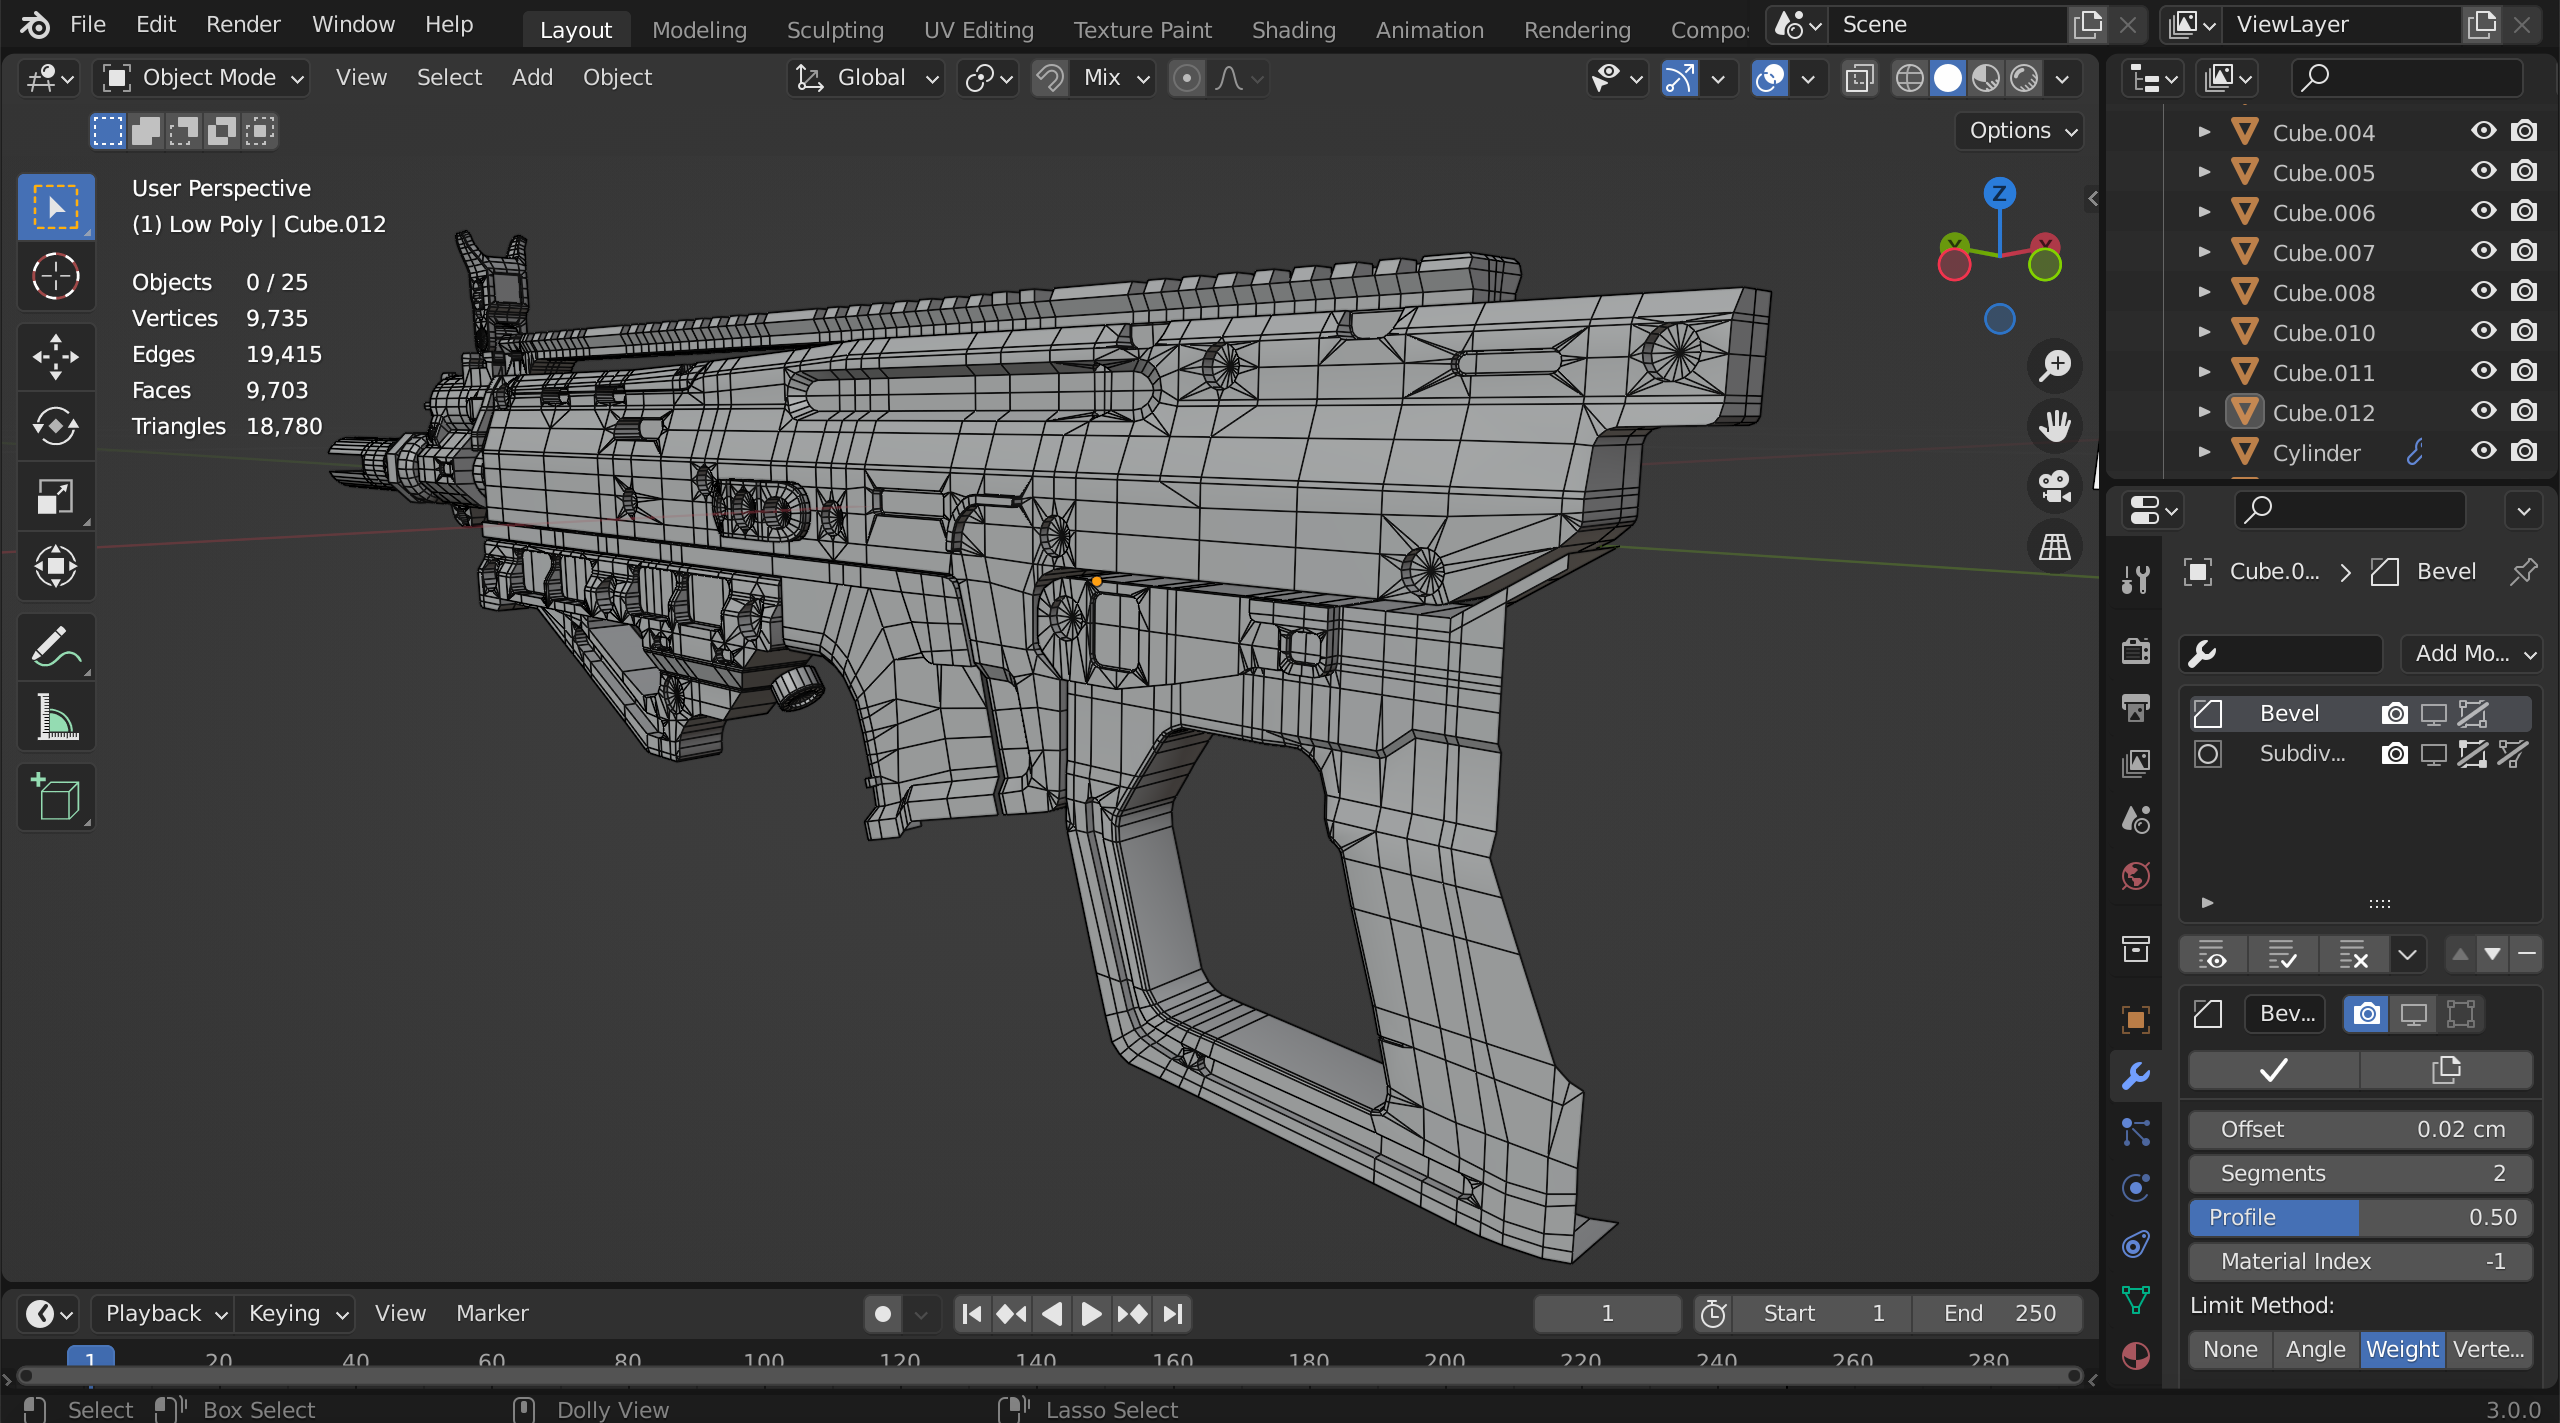 File Edit Render Window Help Layout Modeling Sculpting UV Editing Texture Paint Shading Animation Rendering Compo Scene ViewLayer
Object Mode View Select Add Object Global Mix
Options
User Perspective
(1) Low Poly | Cube.012
Objects 0 / 25
Vertices 9,735
Edges 19,415
Faces 9,703
Triangles 18,780
Z
Y X
Cube.004
Cube.005
Cube.006
Cube.007
Cube.008
Cube.010
Cube.011
Cube.012
Cylinder
Cube.0... > Bevel
Add Mo...
Bevel
Subdiv...
Bev...
Offset 0.02 cm
Segments 2
Profile 0.50
Material Index -1
Limit Method:
None Angle Weight Verte...
Playback Keying View Marker 1 Start 1 End 250
1 20 40 60 80 100 120 140 160 180 200 220 240 260 280
Select Box Select Dolly View Lasso Select 3.0.0